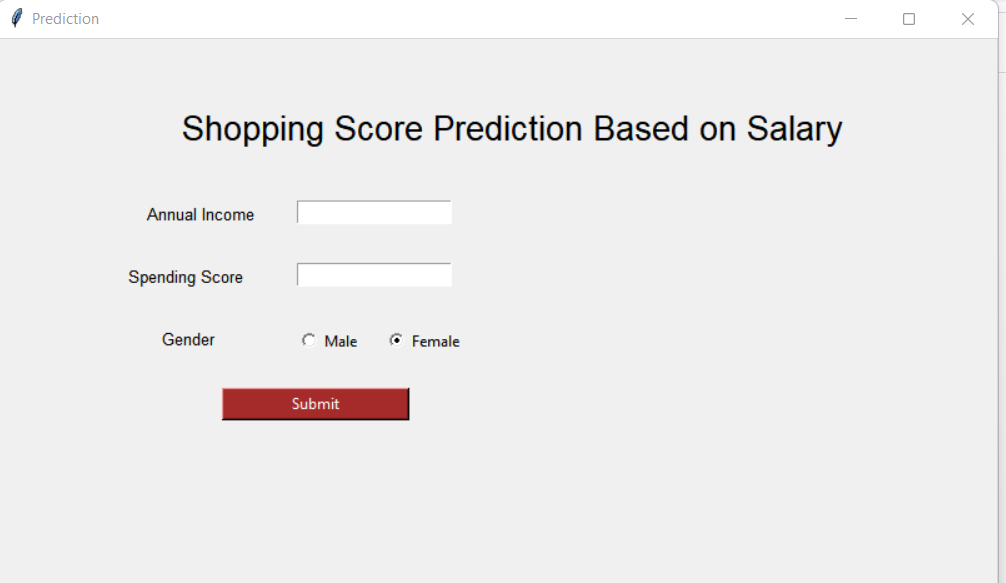 Prediction
Shopping Score Prediction Based on Salary
Annual Income
Spending Score
Gender Male Female
Submit